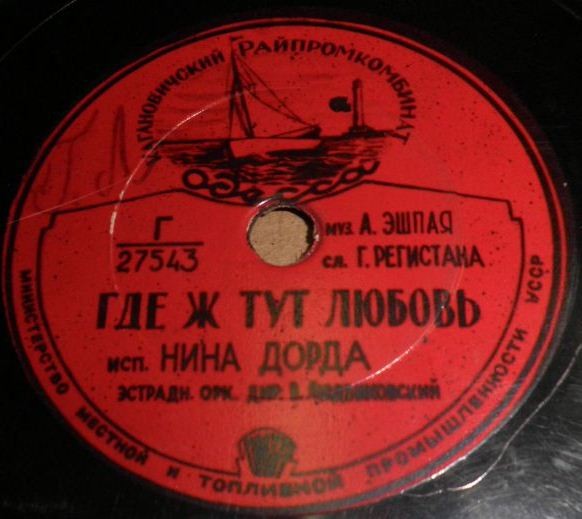 КАГАНОВИЧСКИЙ РАЙПРОМКОМБИНАТ
Г
27543
муз. А. ЭШПАЯ
сл. Г. РЕГИСТАНА
ГДЕ Ж ТУТ ЛЮБОВЬ
исп. НИНА ДОРДА
ЭСТРАДН. ОРК. ДИР. В.
МИНИСТЕРСТВО МЕСТНОЙ И ТОПЛИВНОЙ ПРОМЫШЛЕННОСТИ УССР